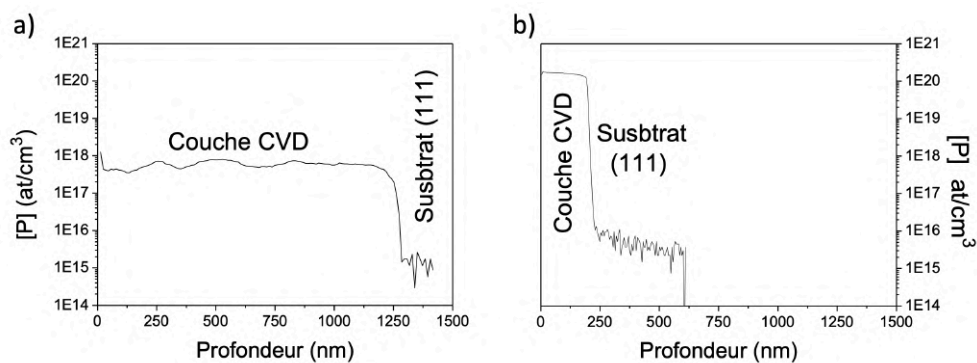 a)
1E21
1E20
1E19
1E18
1E17
1E16
1E15
1E14
[P] (at/cm³)
Couche CVD
Susbtrat (111)
0
250
500
750
1000
1250
1500
Profondeur (nm)
b)
Couche CVD
Susbtrat
(111)
1E21
1E20
1E19
1E18
1E17
1E16
1E15
1E14
[P] at/cm³
0
250
500
750
1000
1250
1500
Profondeur (nm)